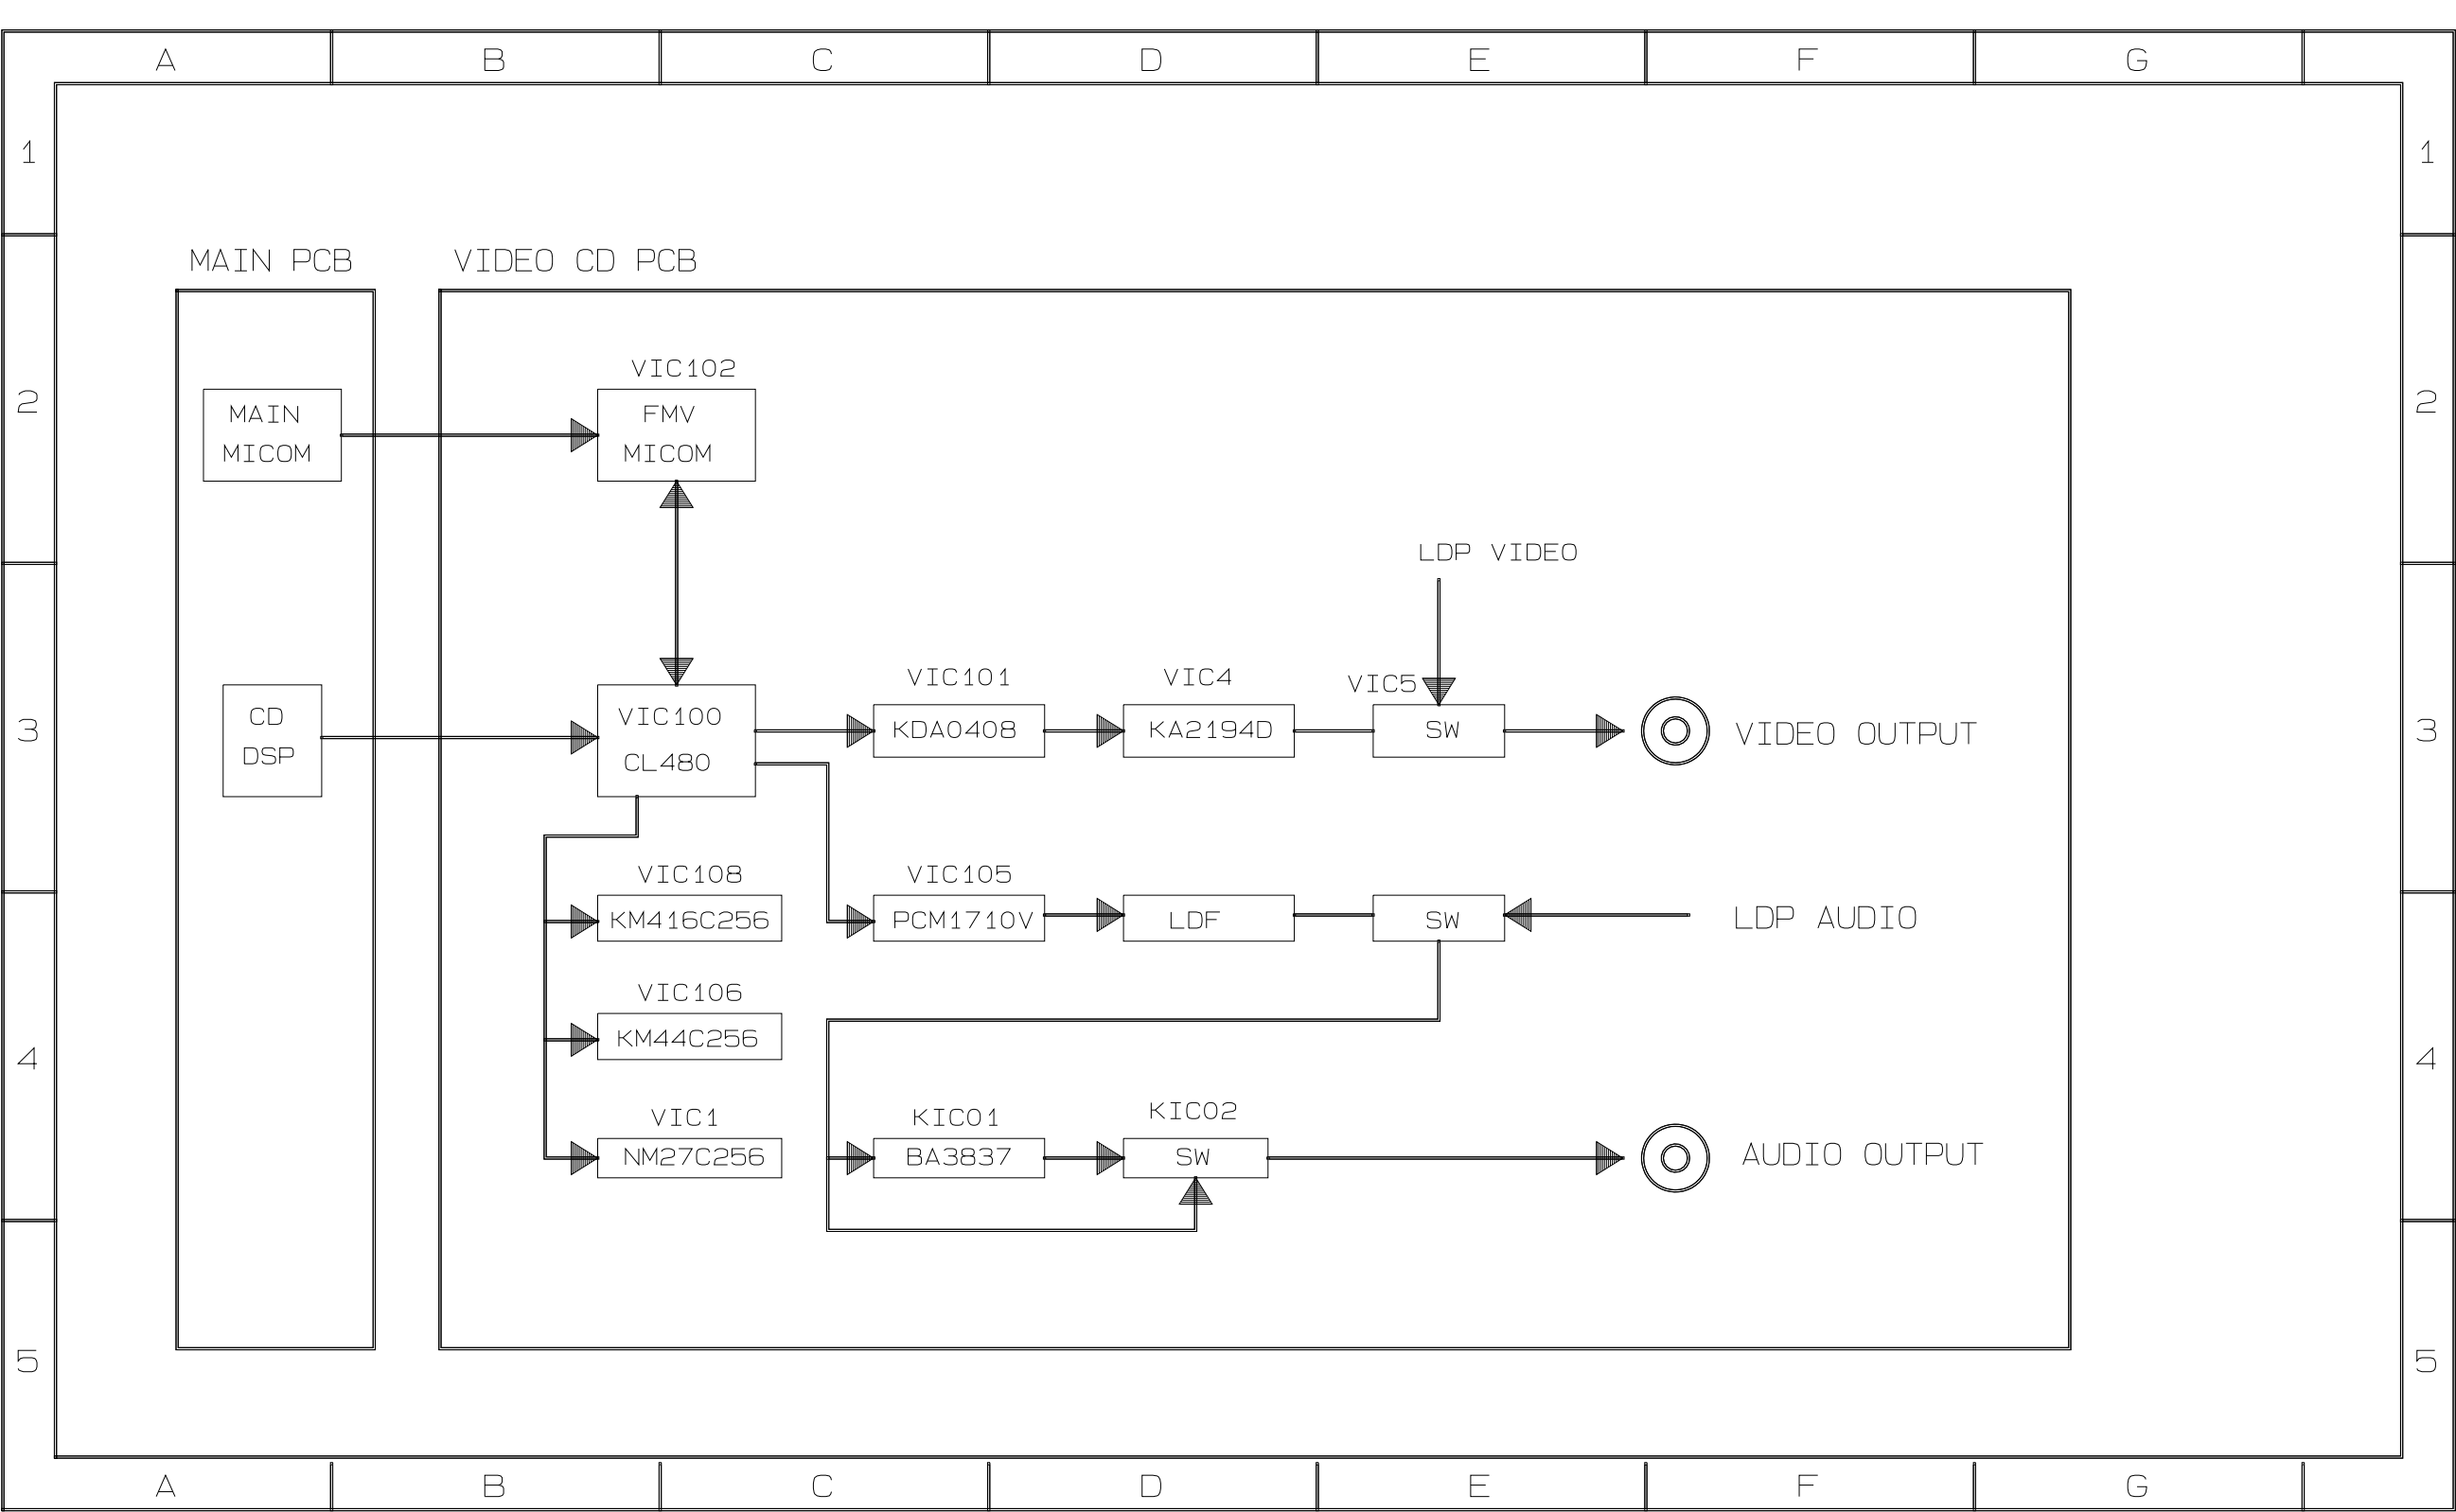 A B C D E F G
1 1
MAIN PCB VIDEO CD PCB
VIC102
2 2
MAIN
MICOM
FMV
MICOM
LDP VIDEO
VIC101 VIC4 VIC5
CD
DSP
VIC100
CL480
KDA0408 KA2194D SW VIDEO OUTPUT
3 3
VIC108 VIC105
KM416C256 PCM1710V LDF SW LDP AUDIO
VIC106
KM44C256
4 4
VIC1 KIC01 KIC02
NM27C256 BA3837 SW AUDIO OUTPUT
5 5
A B C D E F G